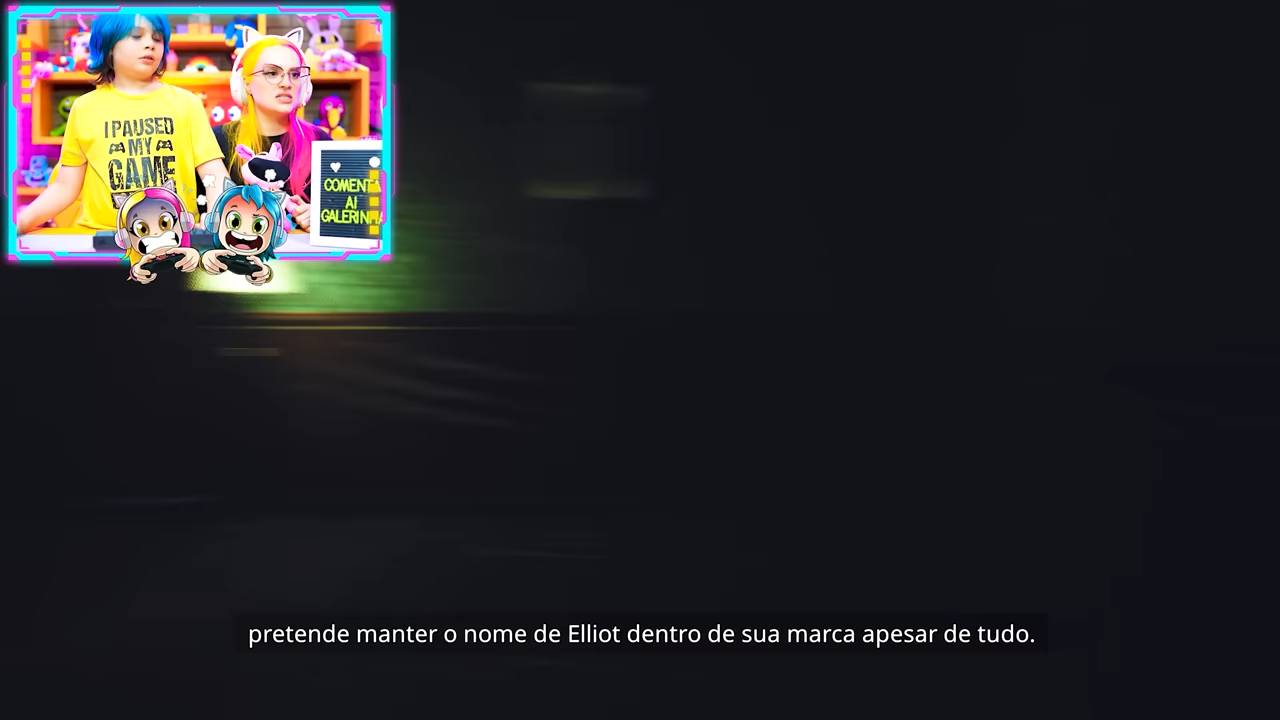 I PAUSED
MY
GAME
COMENTA
AI
GALERINHA
pretende manter o nome de Elliot dentro de sua marca apesar de tudo.